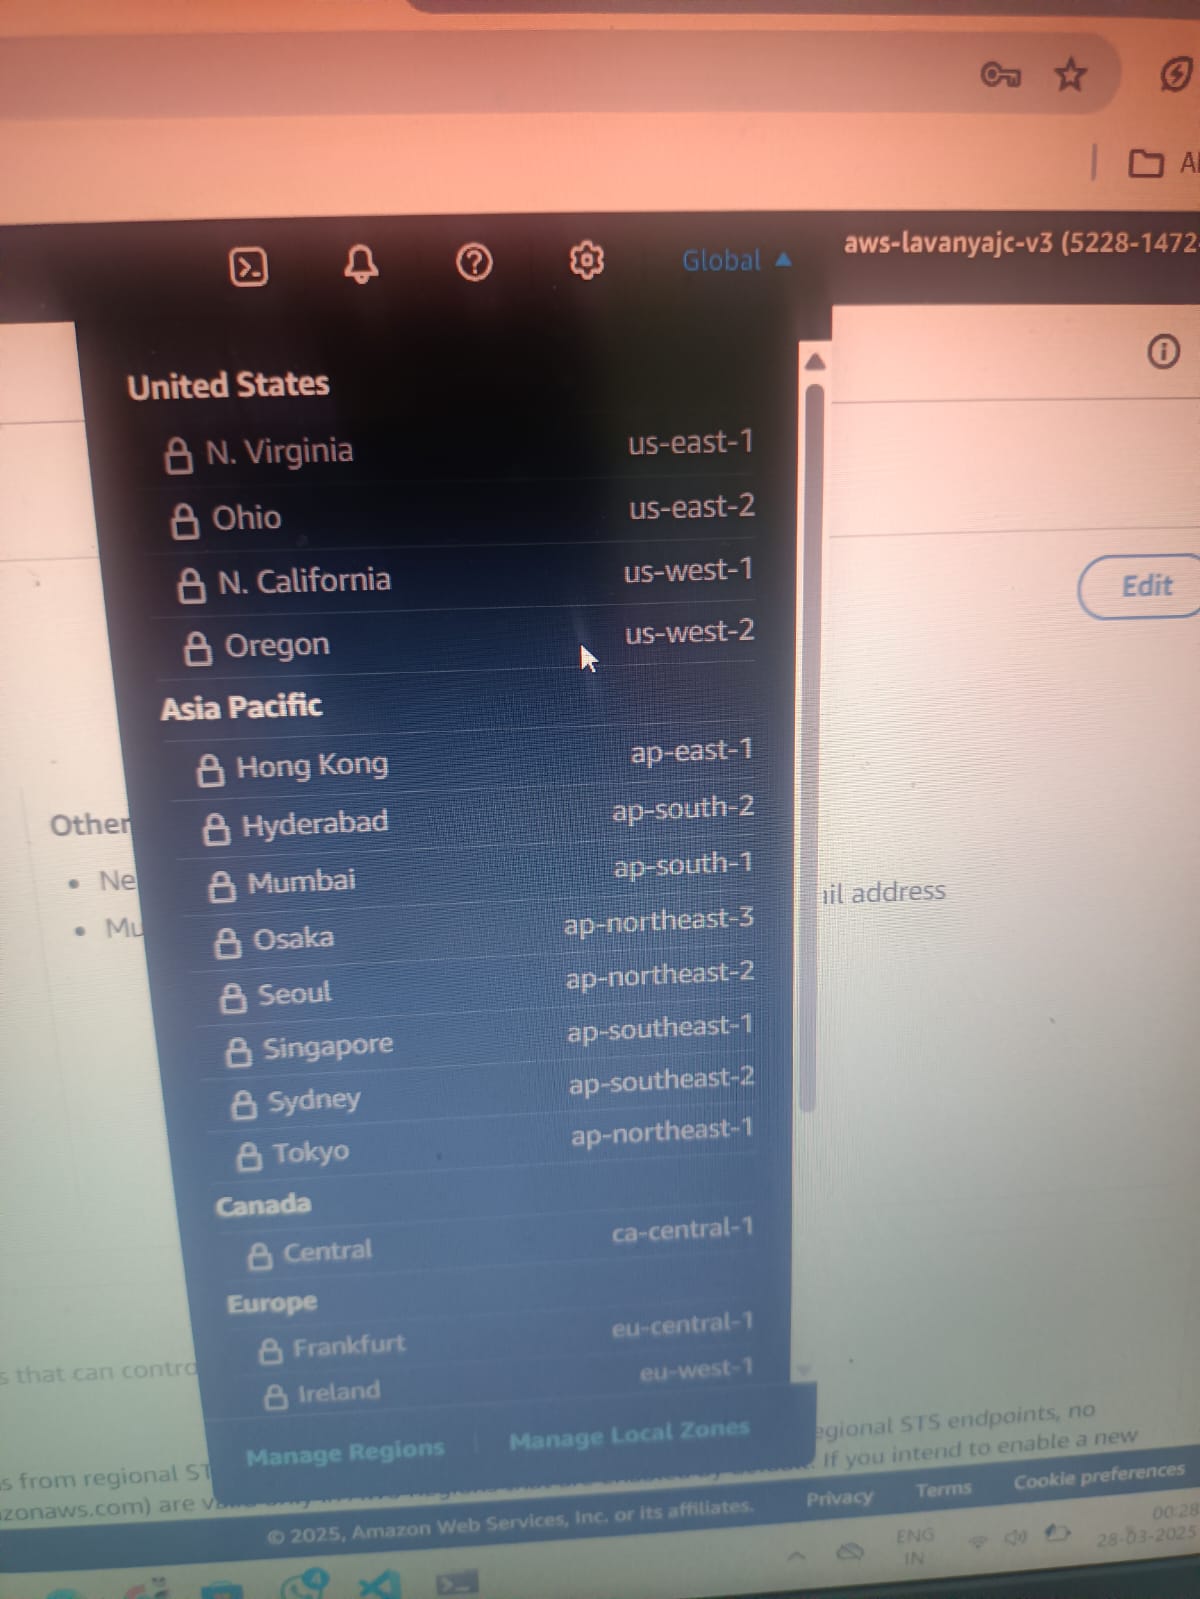 Global ▲
aws-lavanyajc-v3 (5228-1472
United States
N. Virginia us-east-1
Ohio us-east-2
N. California us-west-1
Oregon us-west-2
Edit
Asia Pacific
Hong Kong ap-east-1
Hyderabad ap-south-2
Mumbai ap-south-1
Osaka ap-northeast-3
Seoul ap-northeast-2
Singapore ap-southeast-1
Sydney ap-southeast-2
Tokyo ap-northeast-1
Canada
Central ca-central-1
Europe
Frankfurt eu-central-1
Ireland eu-west-1
Manage Regions | Manage Local Zones
Other
• Ne
• Mu
ail address
s that can contro
egional STS endpoints, no
s from regional ST
If you intend to enable a new
zonaws.com) are
© 2025, Amazon Web Services, Inc. or its affiliates.
Privacy Terms Cookie preferences
ENG
IN
00:28
28-03-2025